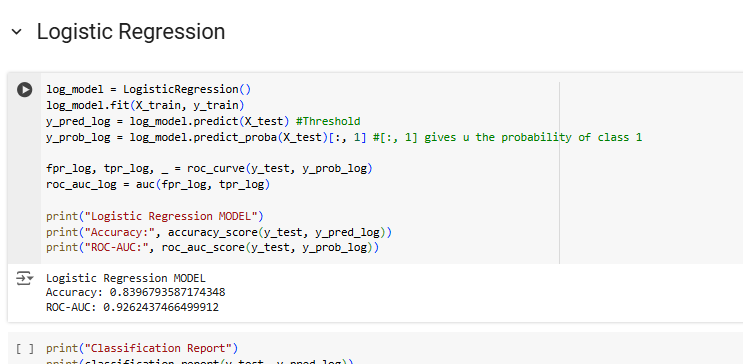 Logistic Regression
log_model = LogisticRegression()
log_model.fit(X_train, y_train)
y_pred_log = log_model.predict(X_test) #Threshold
y_prob_log = log_model.predict_proba(X_test)[:, 1] #[:, 1] gives u the probability of class 1
fpr_log, tpr_log, _ = roc_curve(y_test, y_prob_log)
roc_auc_log = auc(fpr_log, tpr_log)
print("Logistic Regression MODEL")
print("Accuracy:", accuracy_score(y_test, y_pred_log))
print("ROC-AUC:", roc_auc_score(y_test, y_prob_log))
Logistic Regression MODEL
Accuracy: 0.8396793587174348
ROC-AUC: 0.9262437466499912
[ ] print("Classification Report")
print(classification_report(y_test, y_pred_log))